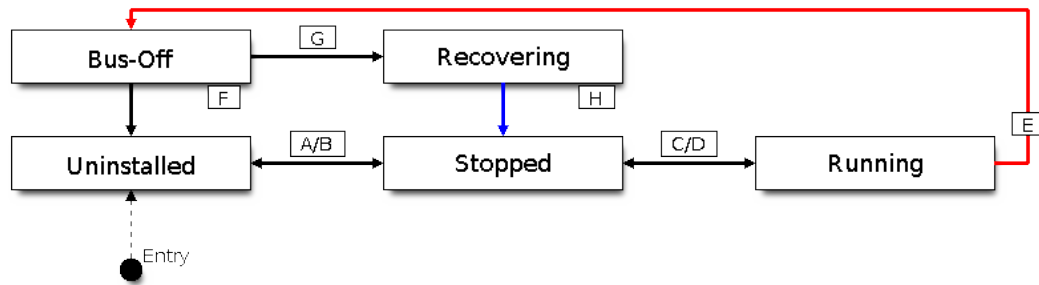 G
Bus-Off
Recovering
F
H
E
A/B
C/D
Uninstalled
Stopped
Running
Entry